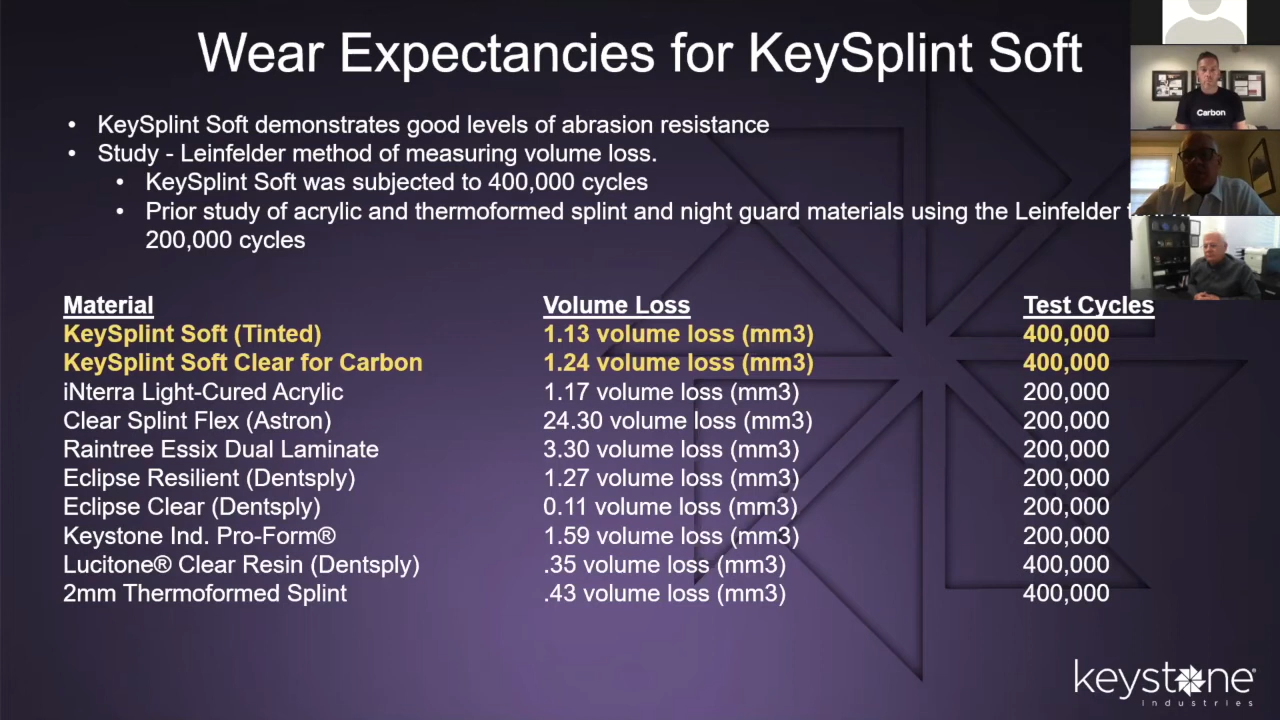 Wear Expectancies for KeySplint Soft
• KeySplint Soft demonstrates good levels of abrasion resistance
• Study - Leinfelder method of measuring volume loss.
• KeySplint Soft was subjected to 400,000 cycles
• Prior study of acrylic and thermoformed splint and night guard materials using the Leinfelder
200,000 cycles
Material Volume Loss Test Cycles
KeySplint Soft (Tinted) 1.13 volume loss (mm3) 400,000
KeySplint Soft Clear for Carbon 1.24 volume loss (mm3) 400,000
iNterra Light-Cured Acrylic 1.17 volume loss (mm3) 200,000
Clear Splint Flex (Astron) 24.30 volume loss (mm3) 200,000
Raintree Essix Dual Laminate 3.30 volume loss (mm3) 200,000
Eclipse Resilient (Dentsply) 1.27 volume loss (mm3) 200,000
Eclipse Clear (Dentsply) 0.11 volume loss (mm3) 200,000
Keystone Ind. Pro-Form® 1.59 volume loss (mm3) 200,000
Lucitone® Clear Resin (Dentsply) .35 volume loss (mm3) 400,000
2mm Thermoformed Splint .43 volume loss (mm3) 400,000
Carbon
keystone
Industries